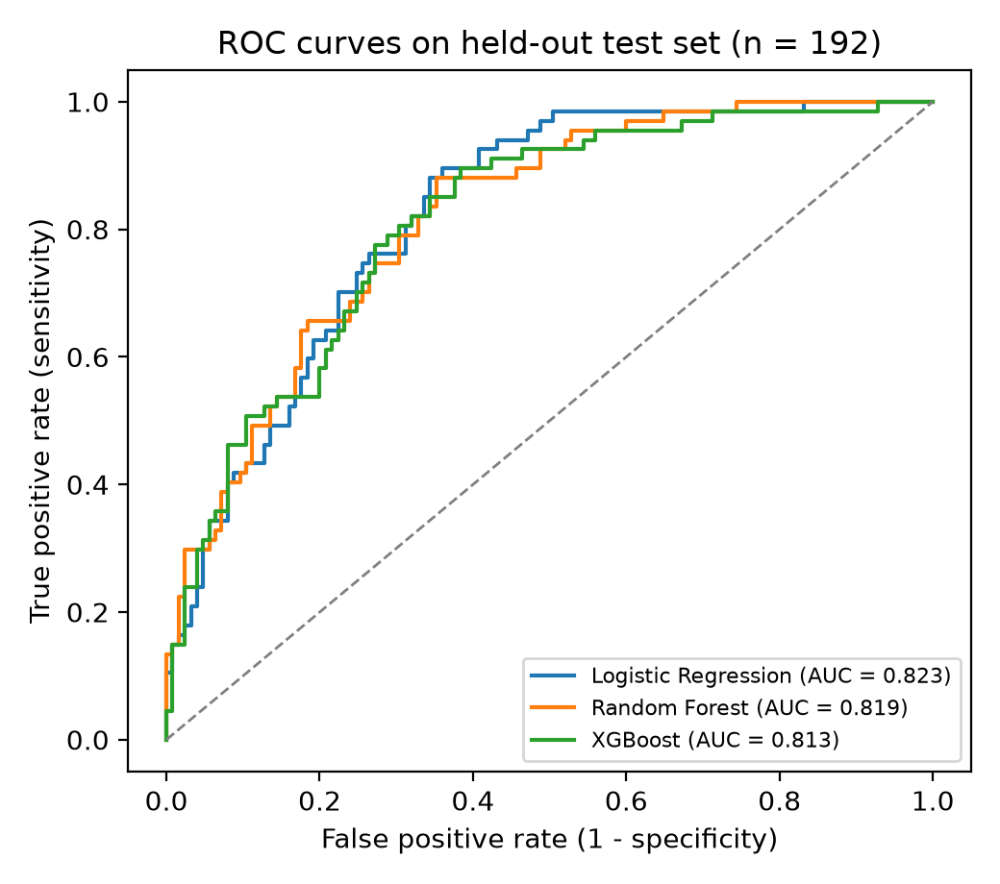 ROC curves on held-out test set (n = 192)
True positive rate (sensitivity)
1.0
0.8
0.6
0.4
0.2
0.0
Logistic Regression (AUC = 0.823)
Random Forest (AUC = 0.819)
XGBoost (AUC = 0.813)
0.0 0.2 0.4 0.6 0.8 1.0
False positive rate (1 - specificity)